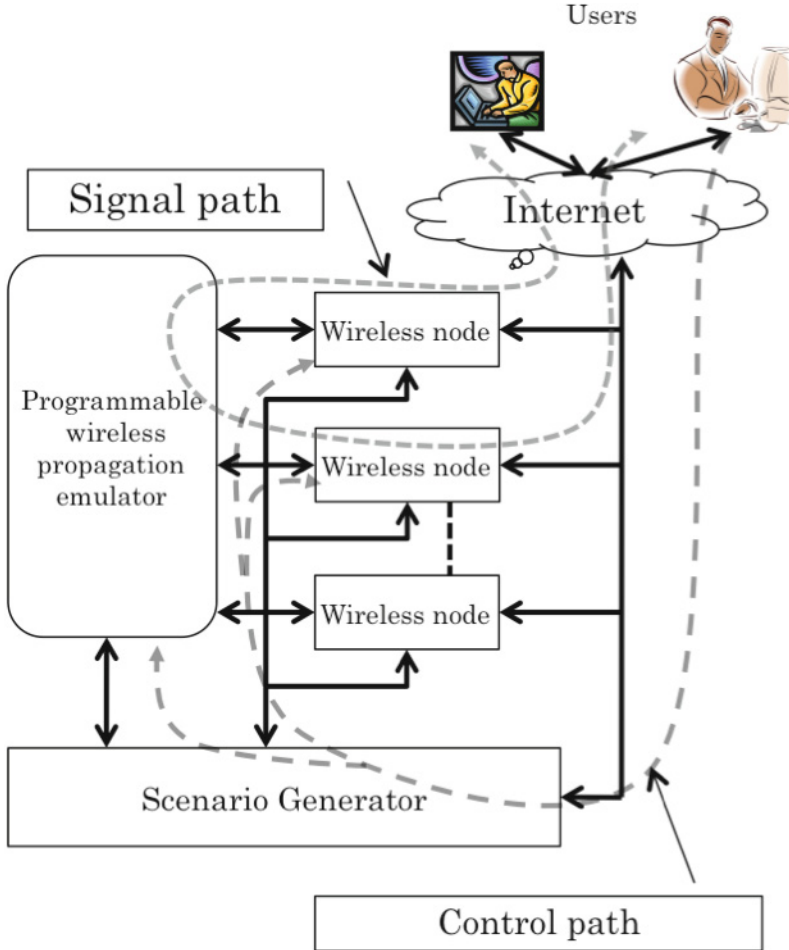 Users
Signal path
Internet
Wireless node
Programmable
wireless
propagation
emulator
Wireless node
Wireless node
Scenario Generator
Control path